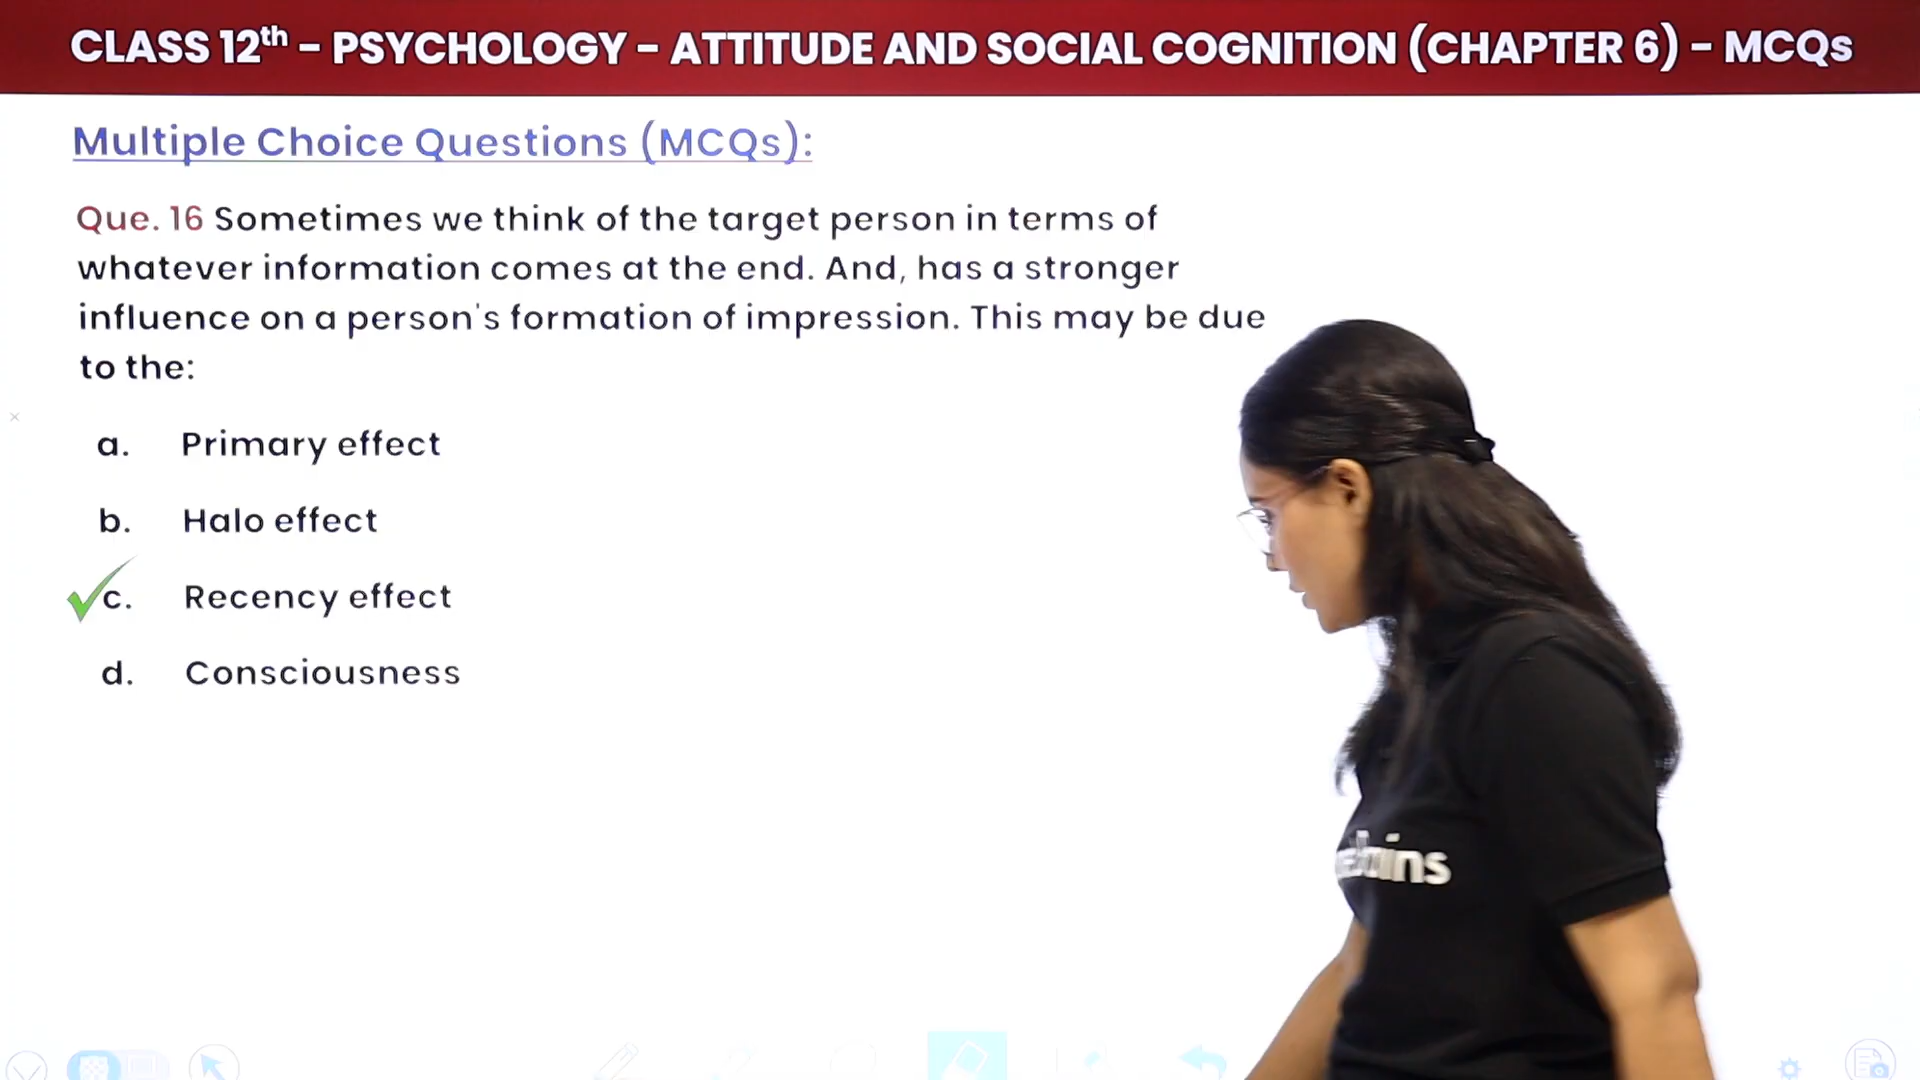 CLASS 12th – PSYCHOLOGY – ATTITUDE AND SOCIAL COGNITION (CHAPTER 6) – MCQs
Multiple Choice Questions (MCQs):
Que. 16 Sometimes we think of the target person in terms of
whatever information comes at the end. And, has a stronger
influence on a person's formation of impression. This may be due
to the:
a. Primary effect
b. Halo effect
c. Recency effect
d. Consciousness